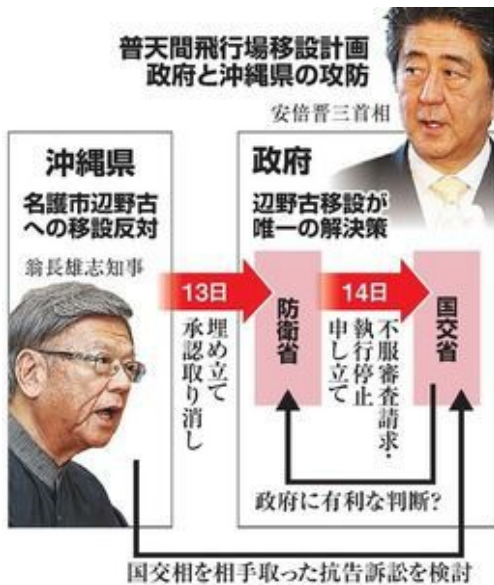 普天間飛行場移設計画
政府と沖縄県の攻防
安倍晋三首相
沖縄県
名護市辺野古
への移設反対
翁長雄志知事
政府
辺野古移設が
唯一の解決策
13日
埋め立て
承認取り消し
防衛省
14日
不服審査請求・
執行停止
申し立て
国交省
政府に有利な判断?
国交相を相手取った抗告訴訟を検討